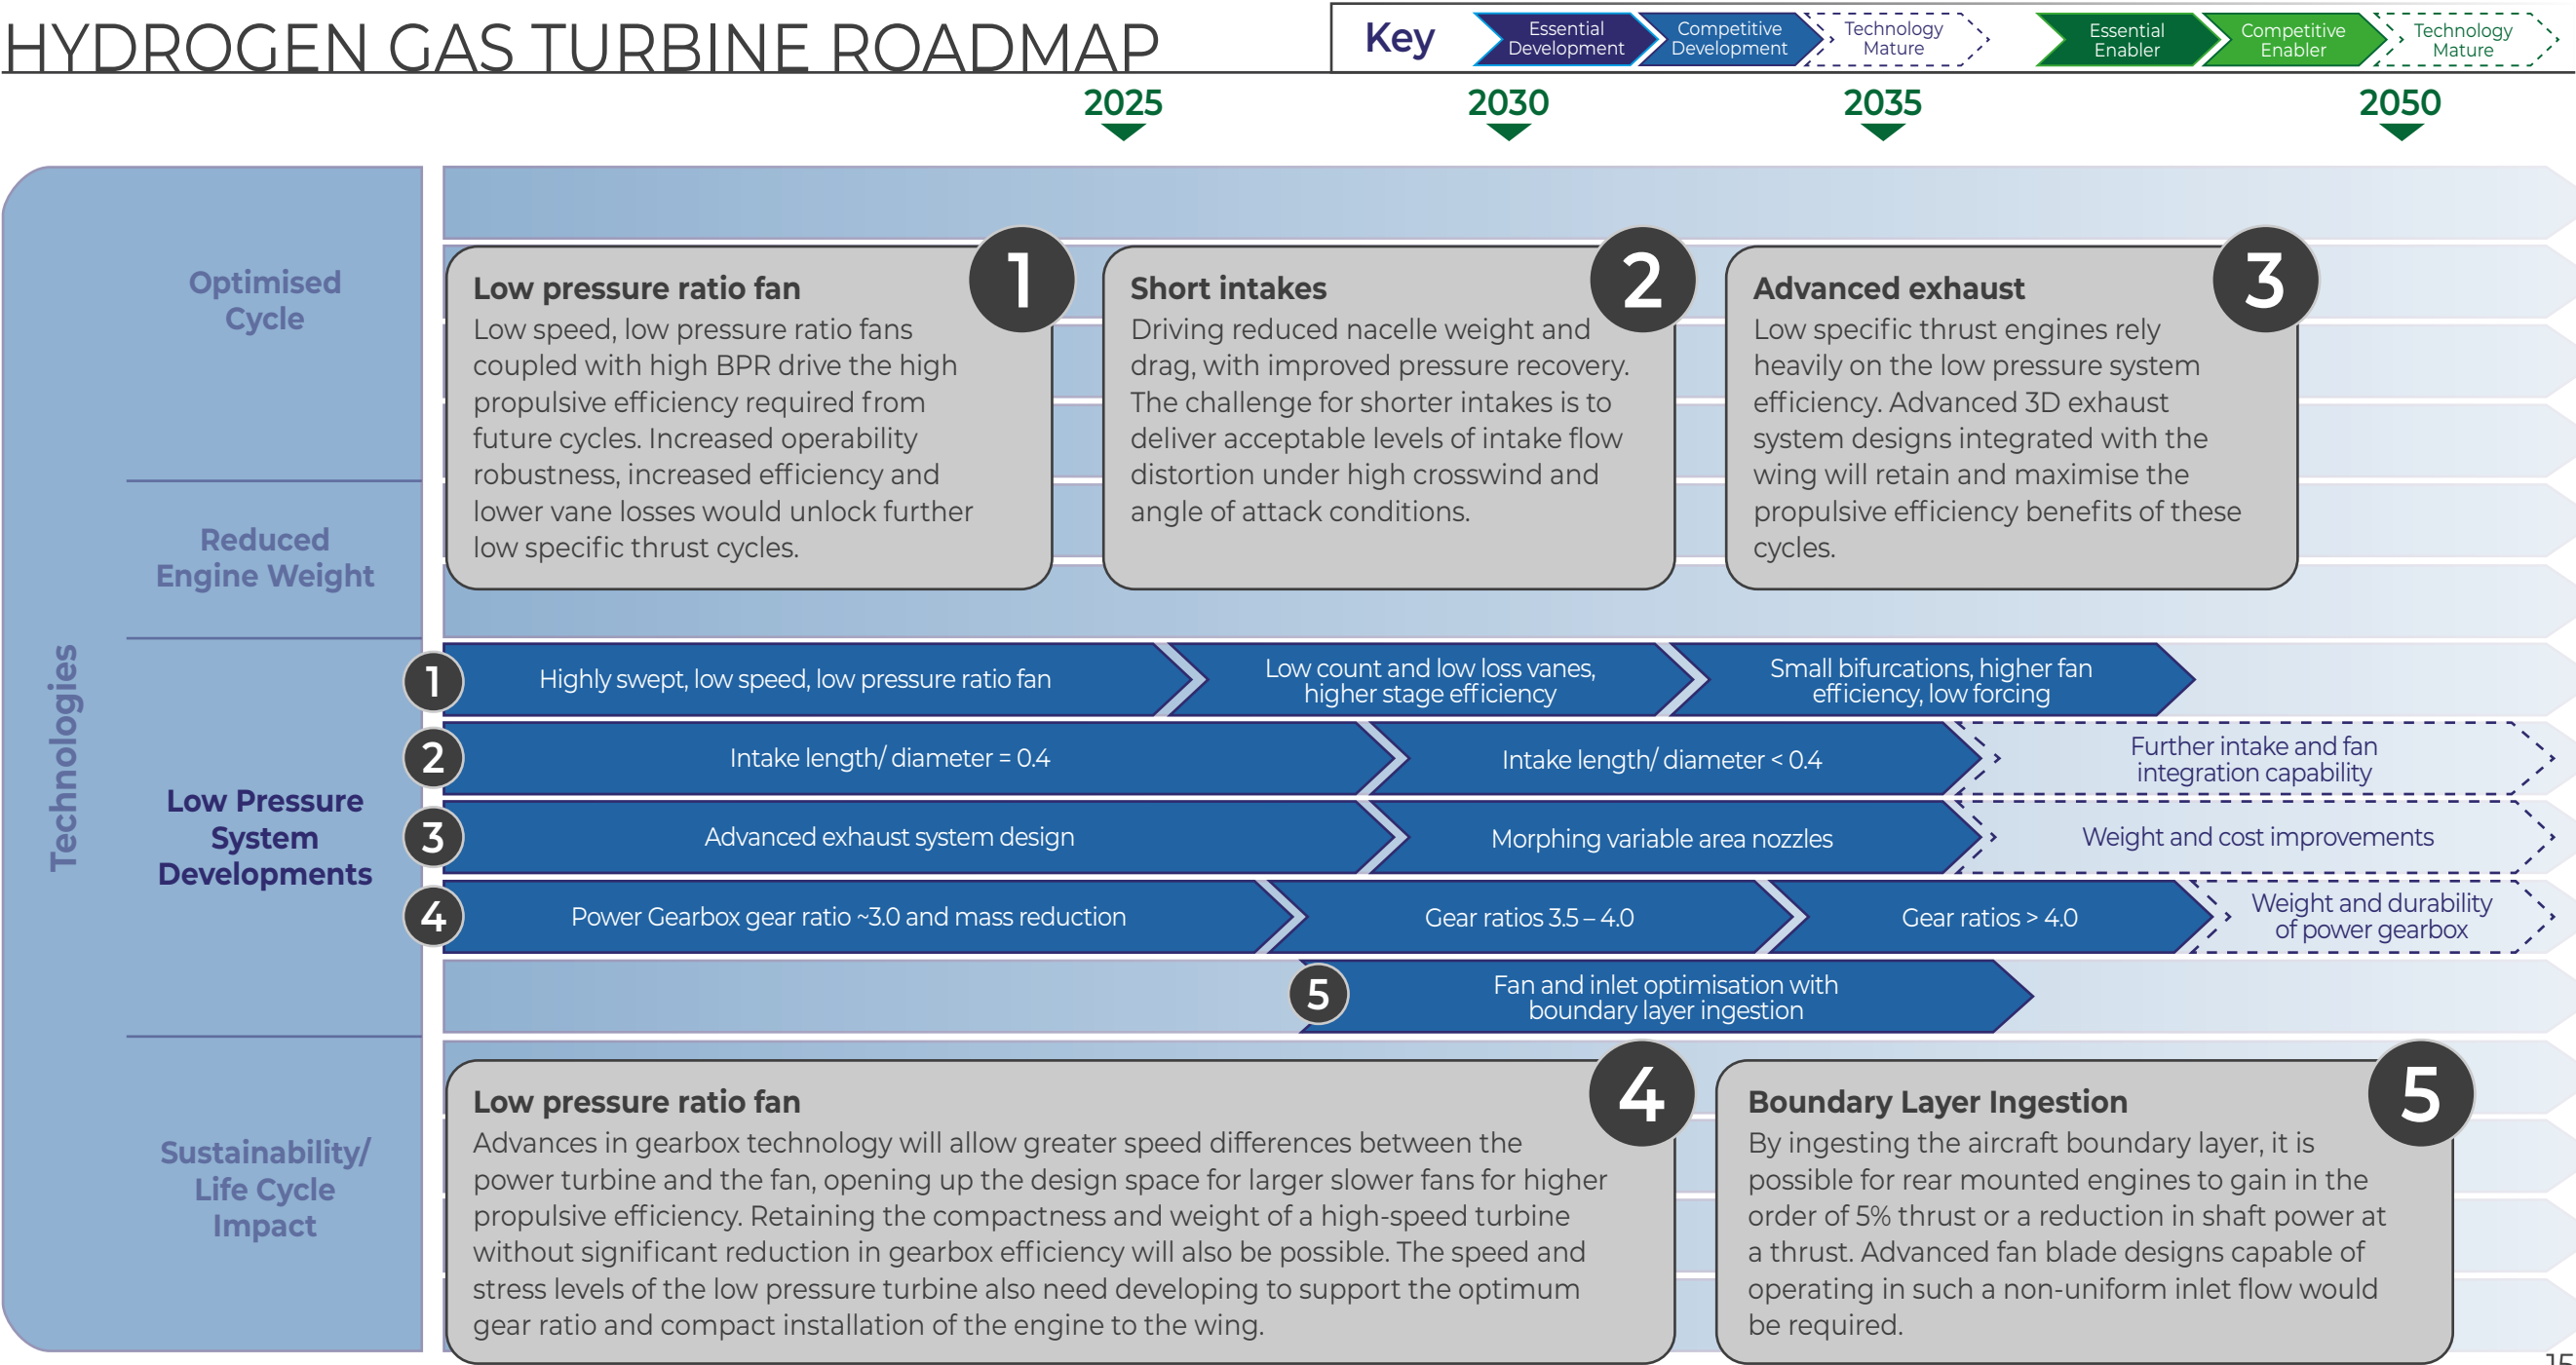 HYDROGEN GAS TURBINE ROADMAP
Key
Essential
Development
Competitive
Development
Technology
Mature
Essential
Enabler
Competitive
Enabler
Technology
Mature
2025
2030
2035
2050
Technologies
Optimised
Cycle
Reduced
Engine Weight
Low Pressure
System
Developments
Sustainability/
Life Cycle
Impact
1
Low pressure ratio fan
Low speed, low pressure ratio fans
coupled with high BPR drive the high
propulsive efficiency required from
future cycles. Increased operability
robustness, increased efficiency and
lower vane losses would unlock further
low specific thrust cycles.
2
Short intakes
Driving reduced nacelle weight and
drag, with improved pressure recovery.
The challenge for shorter intakes is to
deliver acceptable levels of intake flow
distortion under high crosswind and
angle of attack conditions.
3
Advanced exhaust
Low specific thrust engines rely
heavily on the low pressure system
efficiency. Advanced 3D exhaust
system designs integrated with the
wing will retain and maximise the
propulsive efficiency benefits of these
cycles.
1
Highly swept, low speed, low pressure ratio fan
Low count and low loss vanes,
higher stage efficiency
Small bifurcations, higher fan
efficiency, low forcing
2
Intake length/ diameter = 0.4
Intake length/ diameter < 0.4
Further intake and fan
integration capability
3
Advanced exhaust system design
Morphing variable area nozzles
Weight and cost improvements
4
Power Gearbox gear ratio ~3.0 and mass reduction
Gear ratios 3.5 – 4.0
Gear ratios > 4.0
Weight and durability
of power gearbox
5
Fan and inlet optimisation with
boundary layer ingestion
4
Low pressure ratio fan
Advances in gearbox technology will allow greater speed differences between the
power turbine and the fan, opening up the design space for larger slower fans for higher
propulsive efficiency. Retaining the compactness and weight of a high-speed turbine
without significant reduction in gearbox efficiency will also be possible. The speed and
stress levels of the low pressure turbine also need developing to support the optimum
gear ratio and compact installation of the engine to the wing.
5
Boundary Layer Ingestion
By ingesting the aircraft boundary layer, it is
possible for rear mounted engines to gain in the
order of 5% thrust or a reduction in shaft power at
a thrust. Advanced fan blade designs capable of
operating in such a non-uniform inlet flow would
be required.